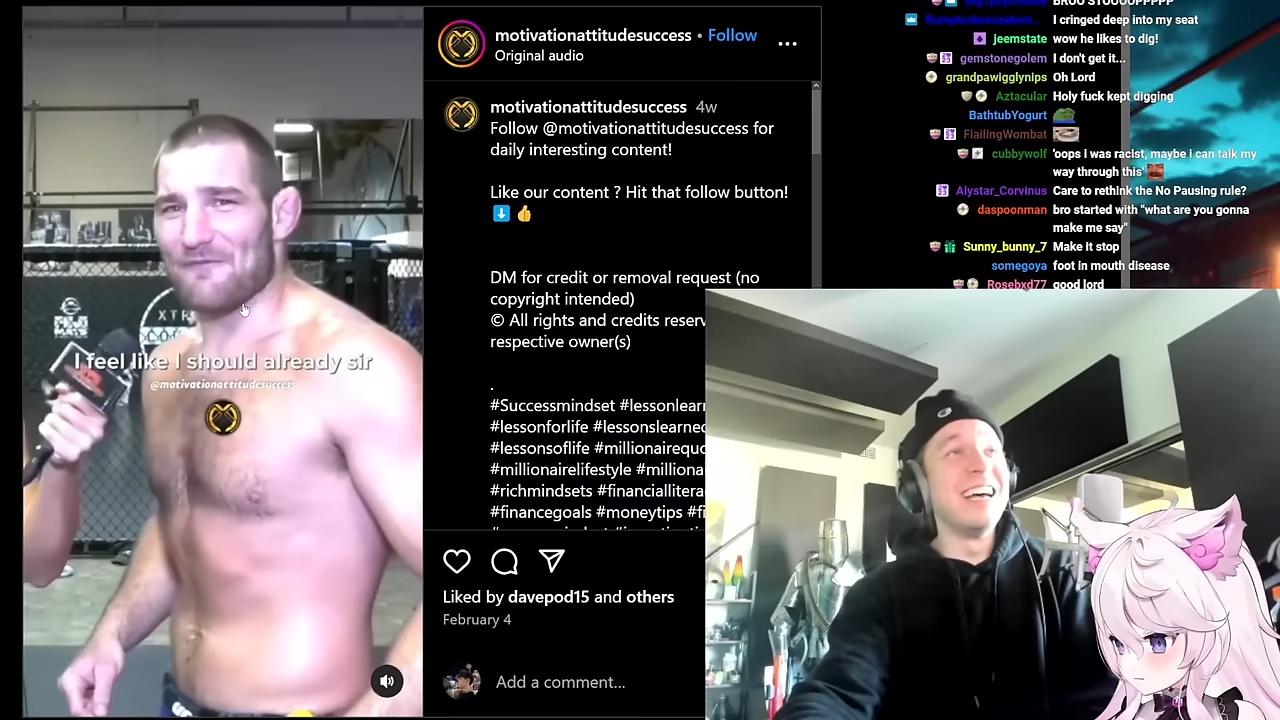 motivationattitudesuccess • Follow
Original audio
motivationattitudesuccess 4w
Follow @motivationattitudesuccess for
daily interesting content!
Like our content ? Hit that follow button!
⬇️👍
DM for credit or removal request (no
copyright intended)
© All rights and credits reserv
respective owner(s)
.
#Successmindset #lessonlearn
#lessonforlife #lessonslearned
#lessonsoflife #millionairequo
#millionairelifestyle #milliona
#richmindsets #financiallitera
#financegoals #moneytips #fi
Liked by davepod15 and others
February 4
Add a comment...
XTR
I feel like I should already sir
@motivationattitudesuccess
BROO STOOOOPPPPP
I cringed deep into my seat
jeemstate wow he likes to dig!
gemstonegolem I don't get it...
grandpawigglynips Oh Lord
Aztacular Holy fuck kept digging
BathtubYogurt
FlailingWombat
cubbywolf 'oops i was racist, maybe i can talk my
way through this'
Alystar_Corvinus Care to rethink the No Pausing rule?
daspoonman bro started with "what are you gonna
make me say"
Sunny_bunny_7 Make it stop
somegoya foot in mouth disease
Rosebxd77 good lord